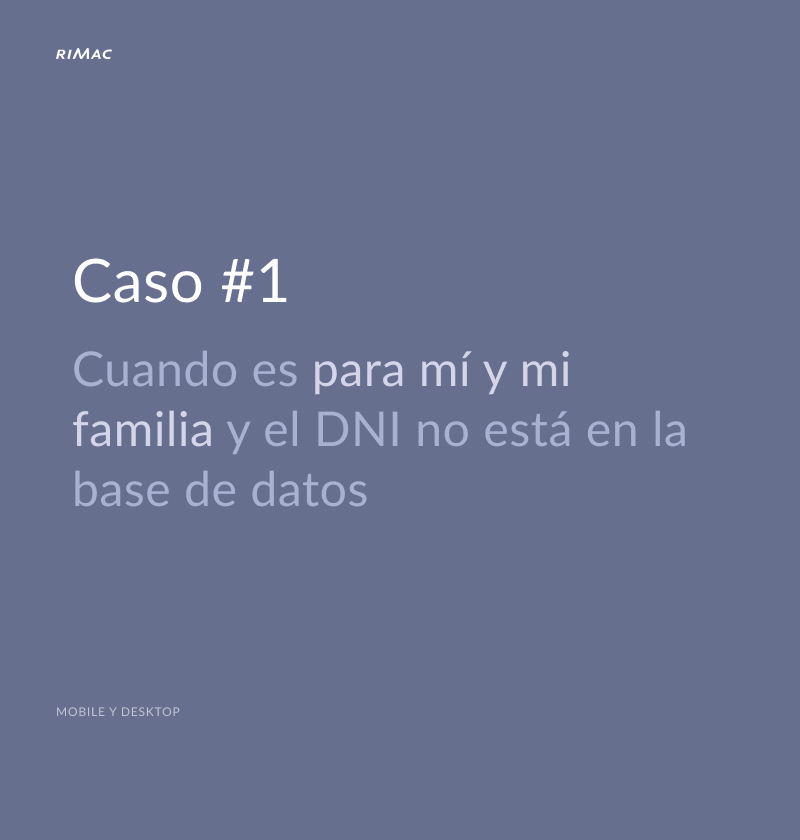 RIMAC
Caso #1
Cuando es para mí y mi
familia y el DNI no está en la
base de datos
MOBILE Y DESKTOP